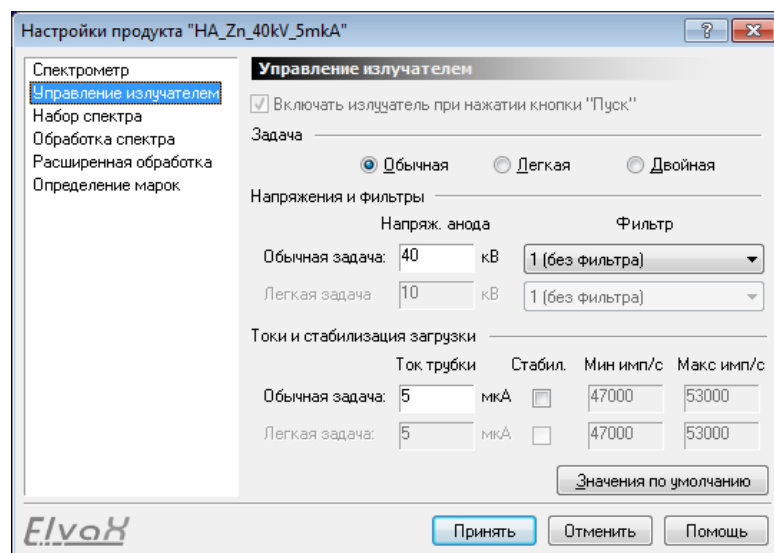 Настройки продукта "HA_Zn_40kV_5mkA"
Спектрометр
Управление излучателем
Набор спектра
Обработка спектра
Расширенная обработка
Определение марок
Управление излучателем
Включать излучатель при нажатии кнопки "Пуск"
Задача
Обычная Легкая Двойная
Напряжения и фильтры
Напряж. анода Фильтр
Обычная задача: 40 кВ 1 (без фильтра)
Легкая задача 10 кВ 1 (без фильтра)
Токи и стабилизация загрузки
Ток трубки Стабил. Мин имп/с Макс имп/с
Обычная задача: 5 мкА 47000 53000
Легкая задача: 5 мкА 47000 53000
Значения по умолчанию
ElvaX
Принять Отменить Помощь